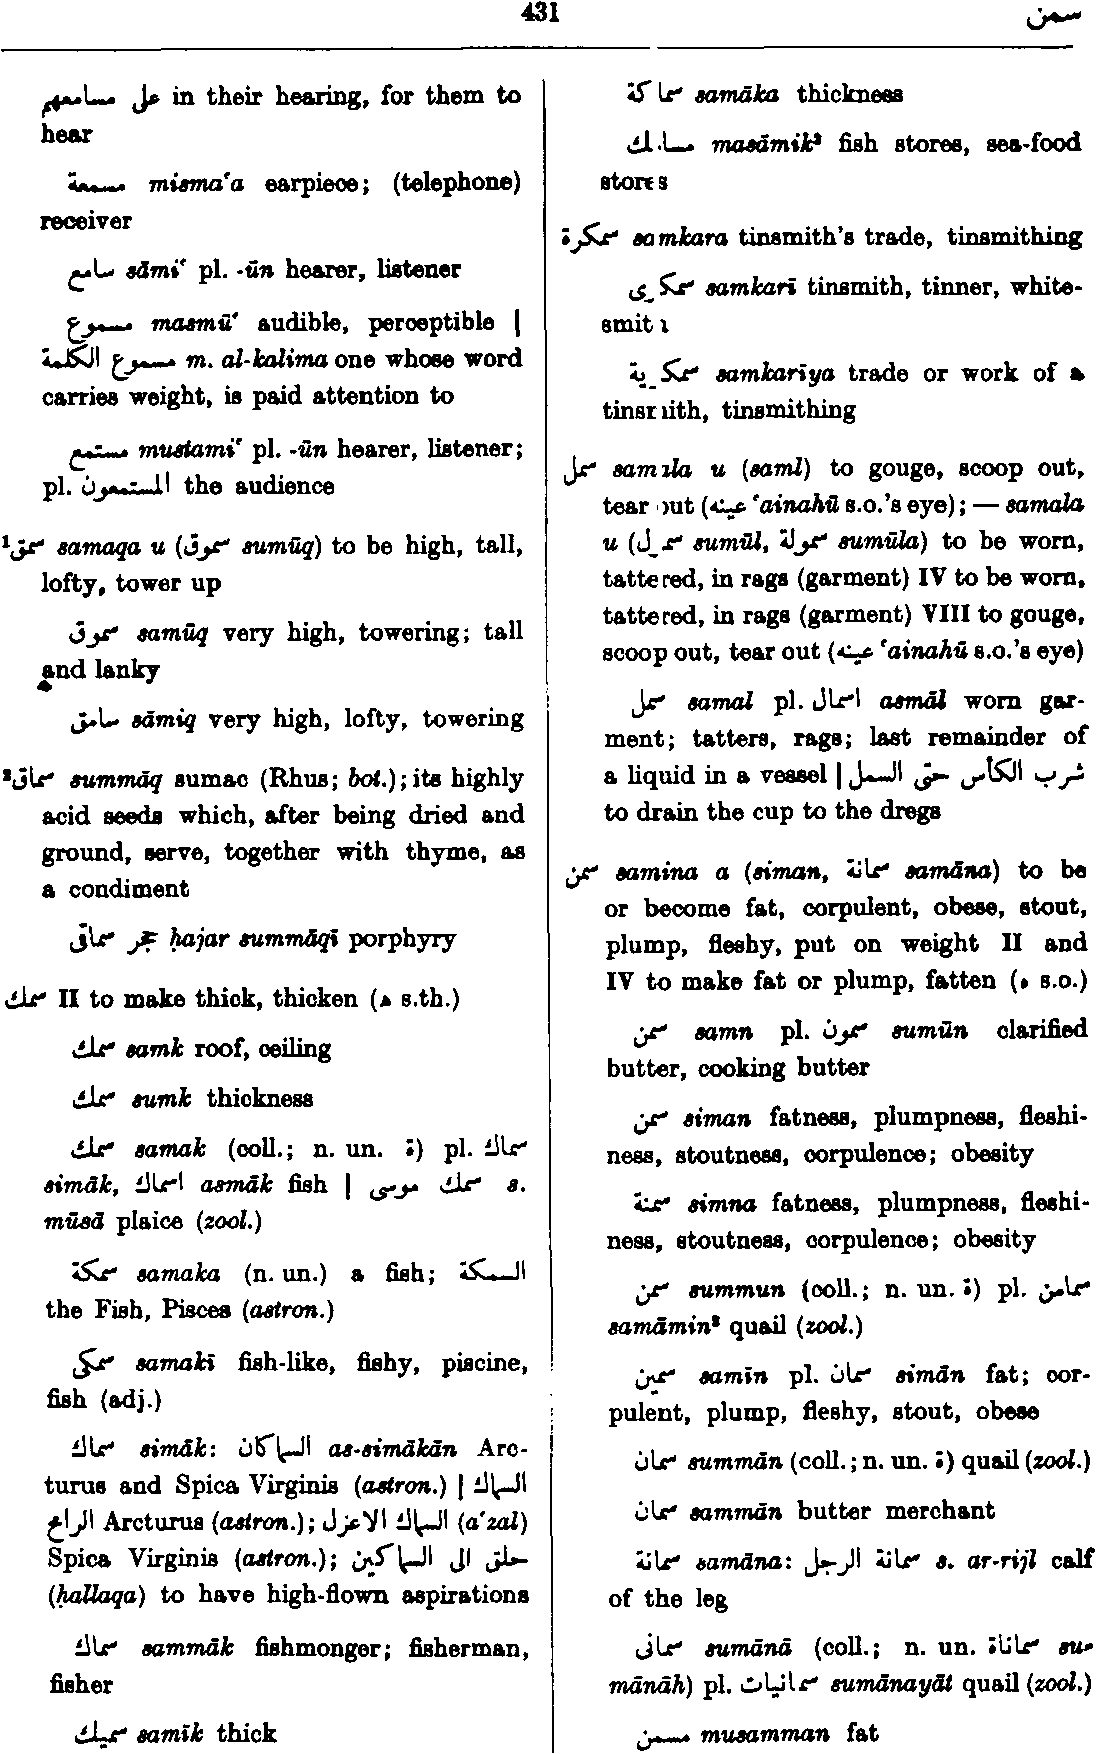 431
سمن
على مسامعهم in their hearing, for them to
hear
مسمعة misma‘a earpiece; (telephone)
receiver
سامع sāmi‘ pl. -ūn hearer, listener
مسموع masmū‘ audible, perceptible |
مسموع الكلمة m. al-kalima one whose word
carries weight, is paid attention to
مستمع mustami‘ pl. -ūn hearer, listener;
pl. المستمعون the audience
¹سمق samaqa u (سموق sumūq) to be high, tall,
lofty, tower up
سموق samūq very high, towering; tall
and lanky
سامق sāmiq very high, lofty, towering
²سماق summāq sumac (Rhus; bot.); its highly
acid seeds which, after being dried and
ground, serve, together with thyme, as
a condiment
حجر سماقى ḥajar summāqī porphyry
سمك II to make thick, thicken (ه s.th.)
سمك samk roof, ceiling
سمك sumk thickness
سمك samak (coll.; n. un. ة) pl. سماك
simāk, اسماك asmāk fish | سمك موسى s.
mūsā plaice (zool.)
سمكة samaka (n. un.) a fish; السمكة
the Fish, Pisces (astron.)
سمكى samakī fish-like, fishy, piscine,
fish (adj.)
سماك simāk: السماكان as-simākān Arc-
turus and Spica Virginis (astron.) | السماك
الرامح Arcturus (astron.); السماك الاعزل (a‘zal)
Spica Virginis (astron.); حلق الى السماكين
(ḥallaqa) to have high-flown aspirations
سماك sammāk fishmonger; fisherman,
fisher
سميك samīk thick
سماكة samāka thickness
مسامك masāmik² fish stores, sea-food
stores
سمكرة samkara tinsmith's trade, tinsmithing
سمكرى samkarī tinsmith, tinner, white-
smith
سمكرية samkarīya trade or work of a
tinsmith, tinsmithing
سمل samala u (saml) to gouge, scoop out,
tear out (عينه ‘ainahū s.o.'s eye); — samala
u (سمول sumūl, سمولة sumūla) to be worn,
tattered, in rags (garment) IV to be worn,
tattered, in rags (garment) VIII to gouge,
scoop out, tear out (عينه ‘ainahū s.o.'s eye)
سمل samal pl. اسمال asmāl worn gar-
ment; tatters, rags; last remainder of
a liquid in a vessel | شرب الكأس حتى السمل
to drain the cup to the dregs
سمن samina a (siman, سمانة samāna) to be
or become fat, corpulent, obese, stout,
plump, fleshy, put on weight II and
IV to make fat or plump, fatten (ه s.o.)
سمن samn pl. سمون sumūn clarified
butter, cooking butter
سمن siman fatness, plumpness, fleshi-
ness, stoutness, corpulence; obesity
سمنة simna fatness, plumpness, fleshi-
ness, stoutness, corpulence; obesity
سمن summun (coll.; n. un. ة) pl. سمامن
samāmin² quail (zool.)
سمين samīn pl. سمان simān fat; cor-
pulent, plump, fleshy, stout, obese
سمان summān (coll.; n. un. ة) quail (zool.)
سمان sammān butter merchant
سمانة samāna: سمانة الرجل s. ar-rijl calf
of the leg
سمانى sumānā (coll.; n. un. سماناة su-
mānāh) pl. سمانيات sumānayāt quail (zool.)
مسمن musamman fat